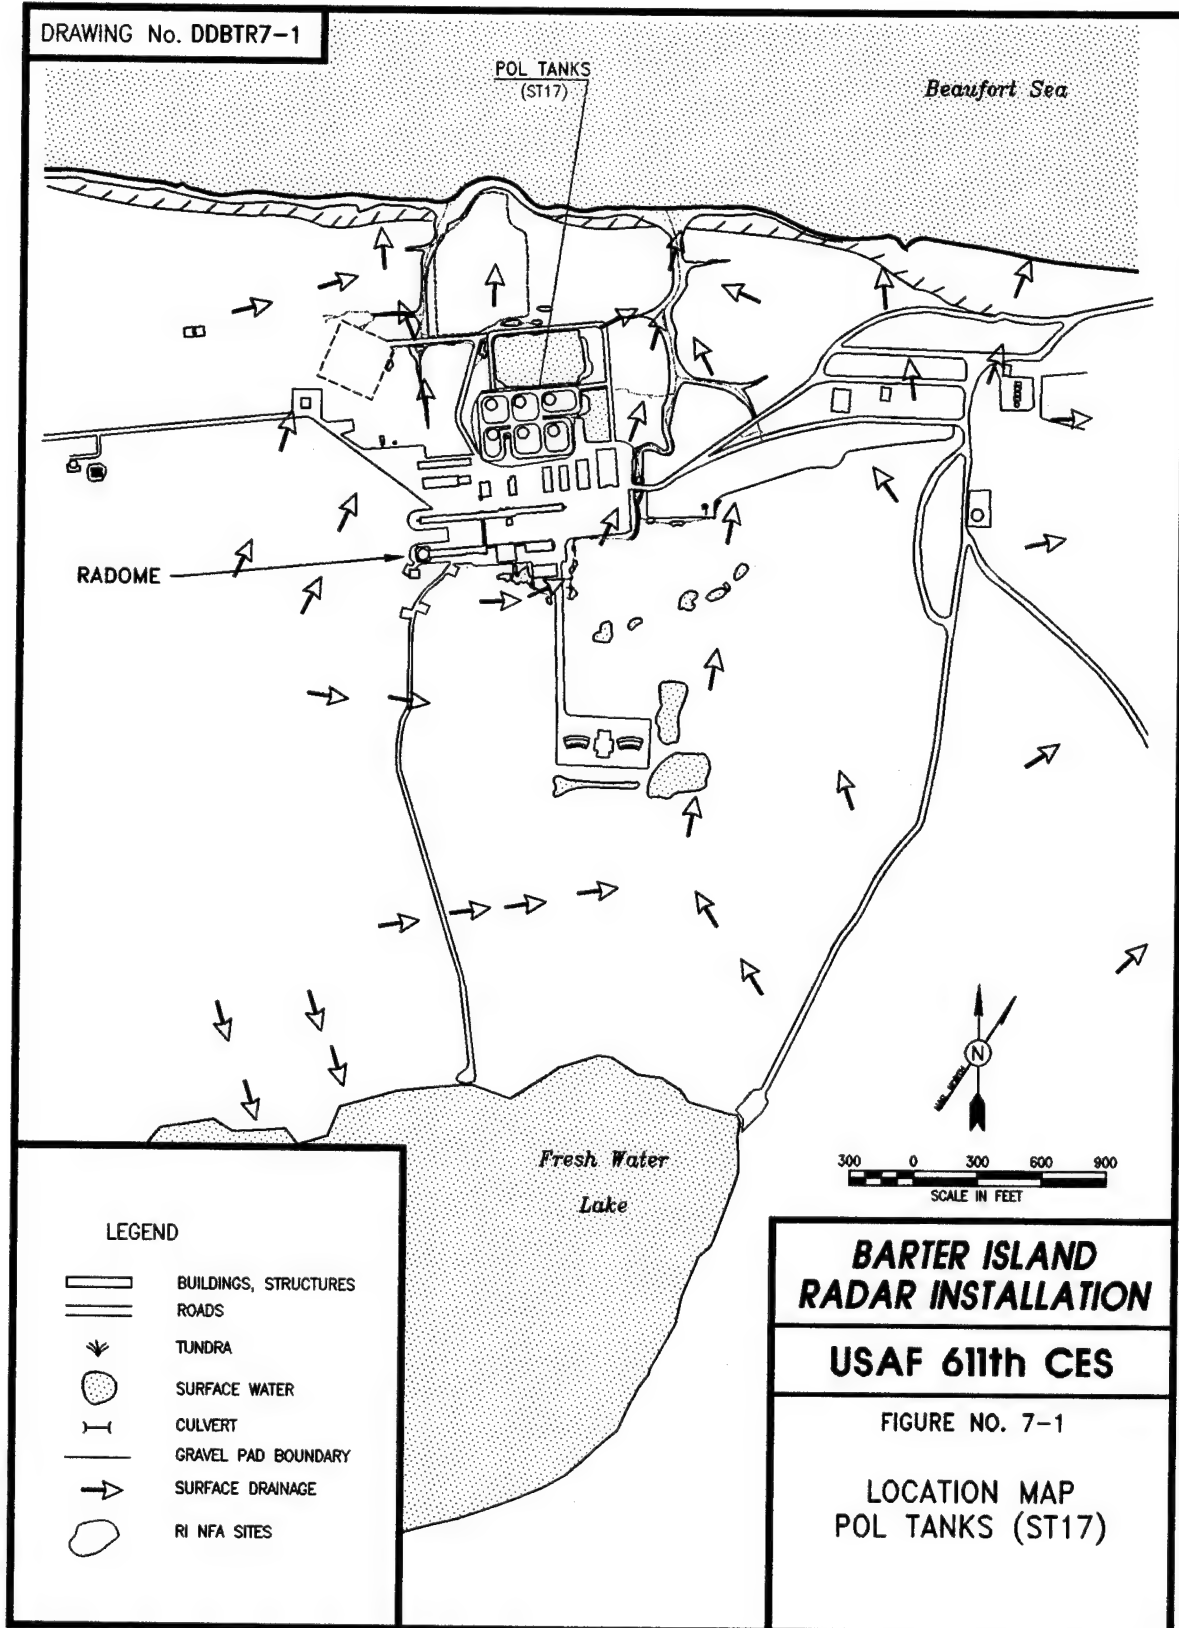 DRAWING No. DDBTR7-1
POL TANKS
(ST17)
Beaufort Sea
RADOME
N
MAG. NORTH
300 0 300 600 900
SCALE IN FEET
Fresh Water
Lake
LEGEND
BUILDINGS, STRUCTURES
ROADS
TUNDRA
SURFACE WATER
CULVERT
GRAVEL PAD BOUNDARY
SURFACE DRAINAGE
RI NFA SITES
BARTER ISLAND
RADAR INSTALLATION
USAF 611th CES
FIGURE NO. 7-1
LOCATION MAP
POL TANKS (ST17)